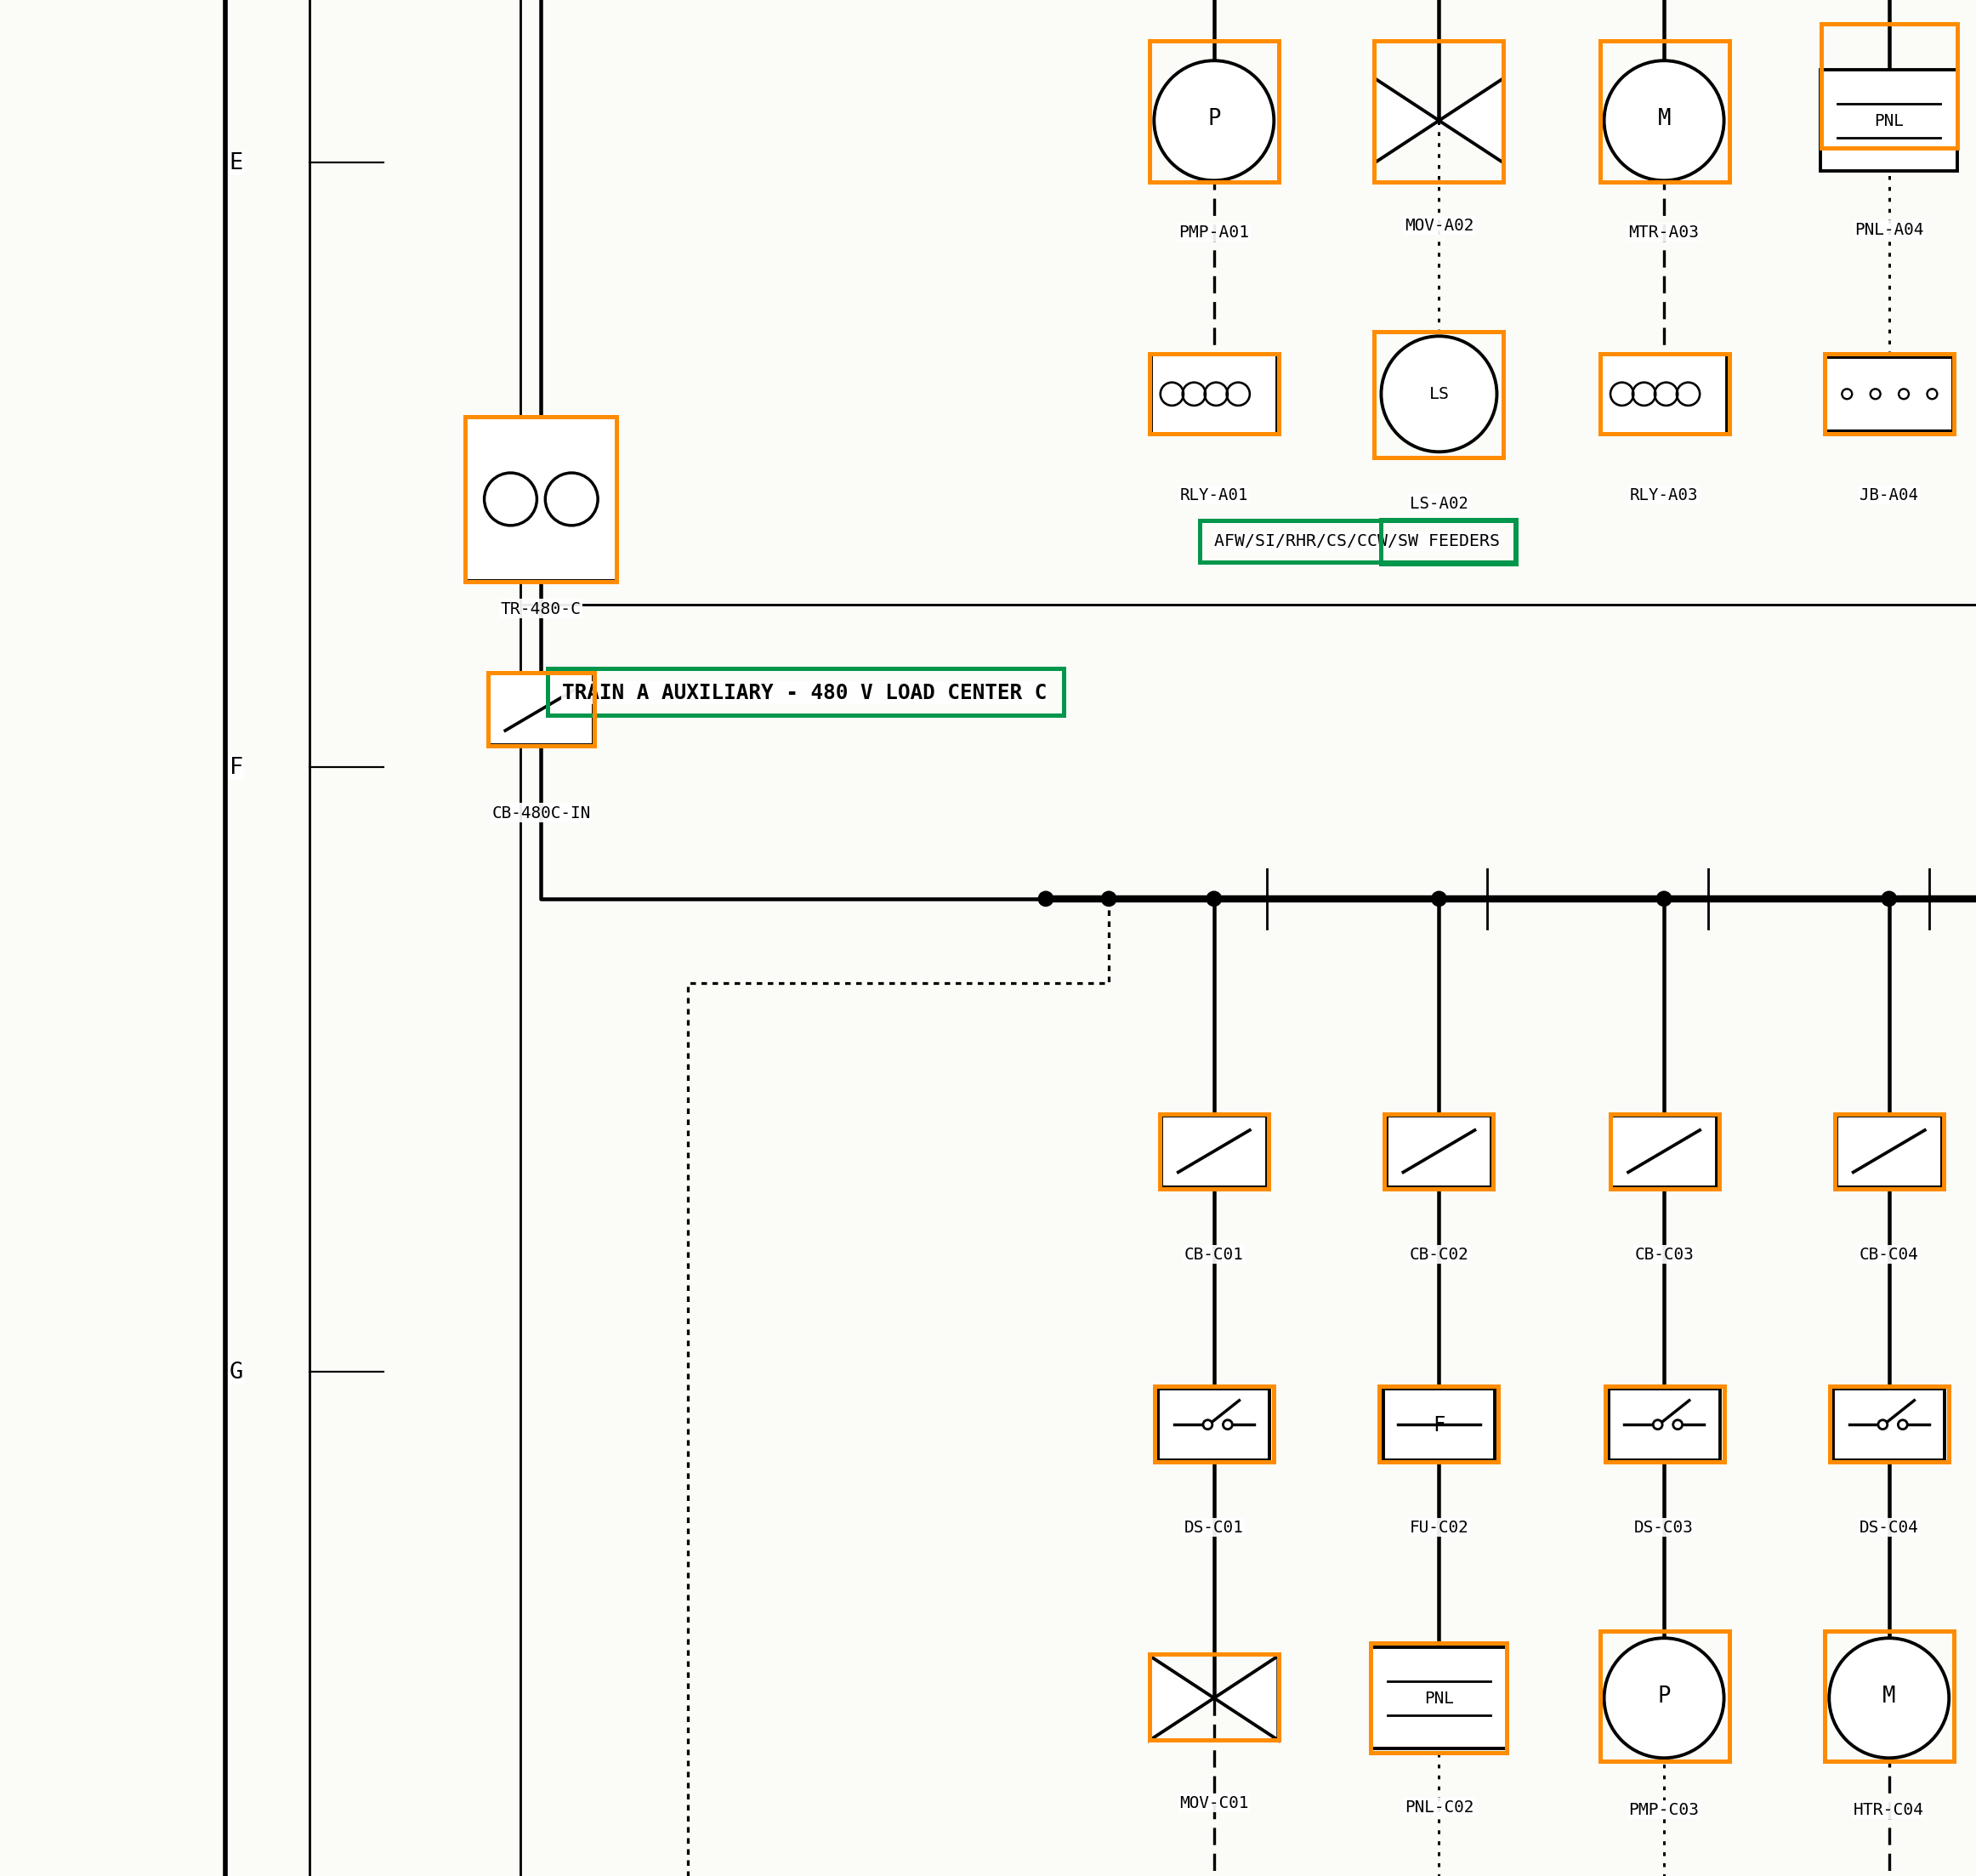 P
M
PNL
E
PMP-A01
MOV-A02
MTR-A03
PNL-A04
LS
RLY-A01
LS-A02
RLY-A03
JB-A04
AFW/SI/RHR/CS/CCW/SW FEEDERS
TR-480-C
TRAIN A AUXILIARY - 480 V LOAD CENTER C
F
CB-480C-IN
CB-C01
CB-C02
CB-C03
CB-C04
G
F
DS-C01
FU-C02
DS-C03
DS-C04
PNL
P
M
MOV-C01
PNL-C02
PMP-C03
HTR-C04